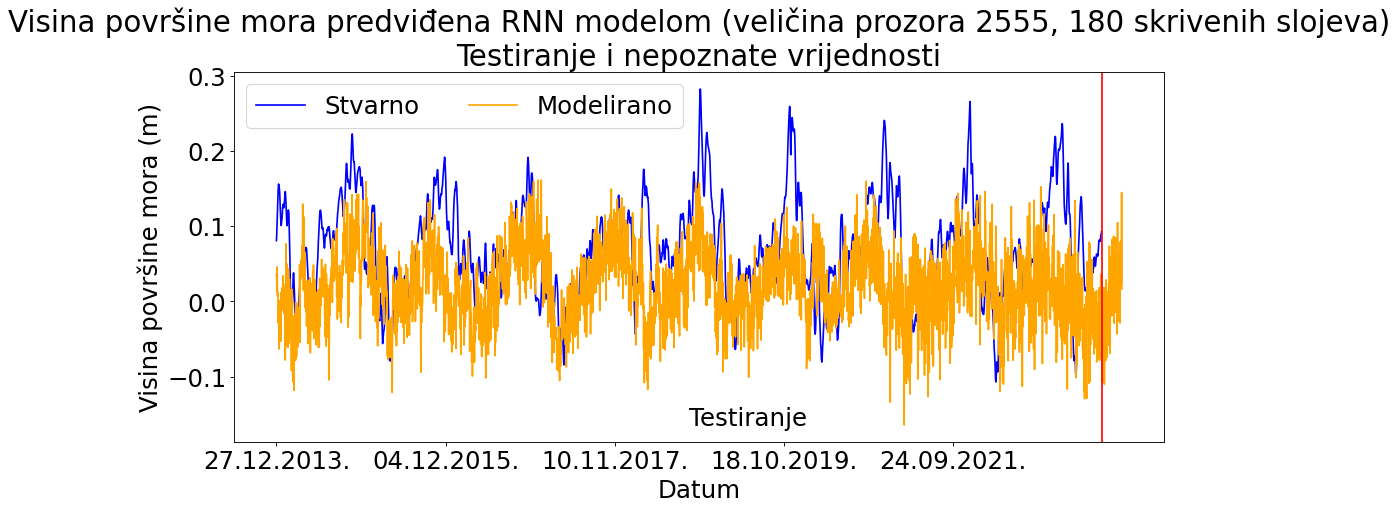 Visina površine mora predviđena RNN modelom (veličina prozora 2555, 180 skrivenih slojeva)
Testiranje i nepoznate vrijednosti
Stvarno
Modelirano
Visina površine mora (m)
0.3
0.2
0.1
0.0
−0.1
Testiranje
27.12.2013.
04.12.2015.
10.11.2017.
18.10.2019.
24.09.2021.
Datum